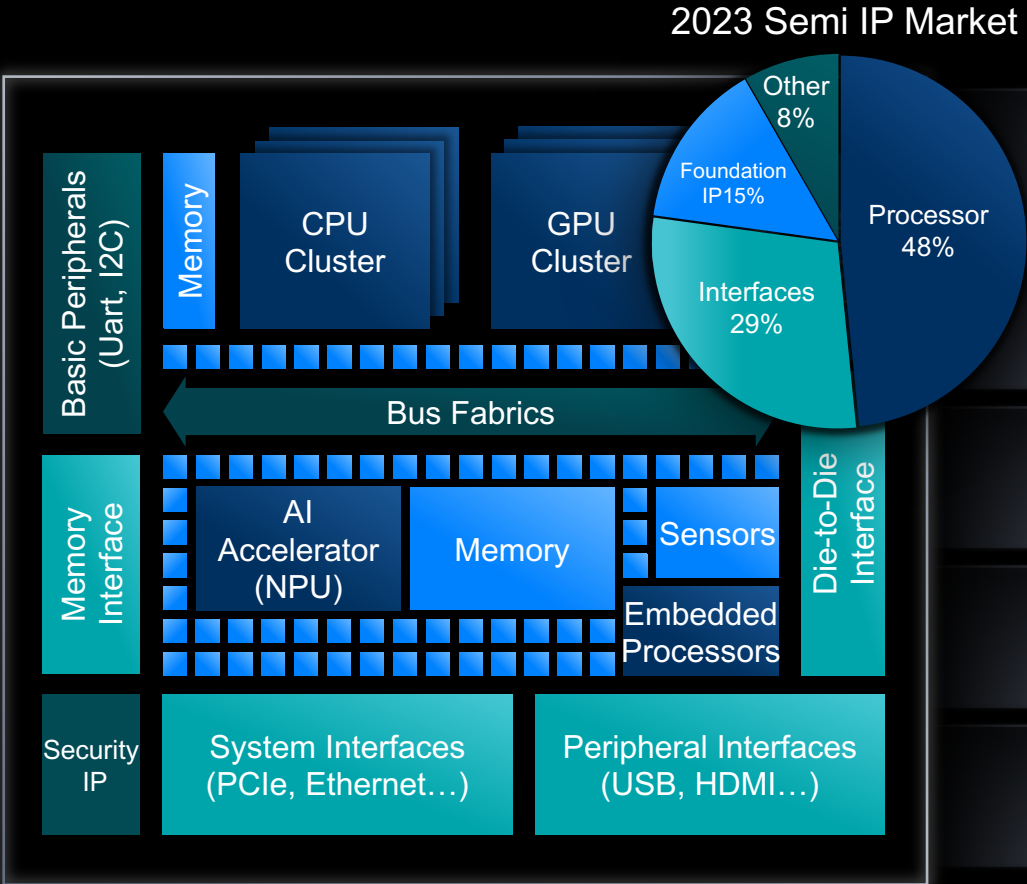 2023 Semi IP Market
Other
8%
Foundation
IP15%
Processor
48%
Interfaces
29%
Basic Peripherals
(Uart, I2C)
Memory
CPU
Cluster
GPU
Cluster
Bus Fabrics
Memory
Interface
AI
Accelerator
(NPU)
Memory
Sensors
Embedded
Processors
Die-to-Die
Interface
Security
IP
System Interfaces
(PCIe, Ethernet…)
Peripheral Interfaces
(USB, HDMI…)